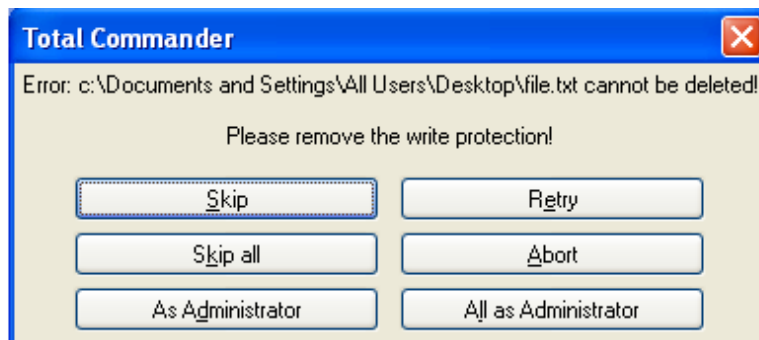 Total Commander
Error: c:\Documents and Settings\All Users\Desktop\file.txt cannot be deleted!
Please remove the write protection!
Skip Retry
Skip all Abort
As Administrator All as Administrator